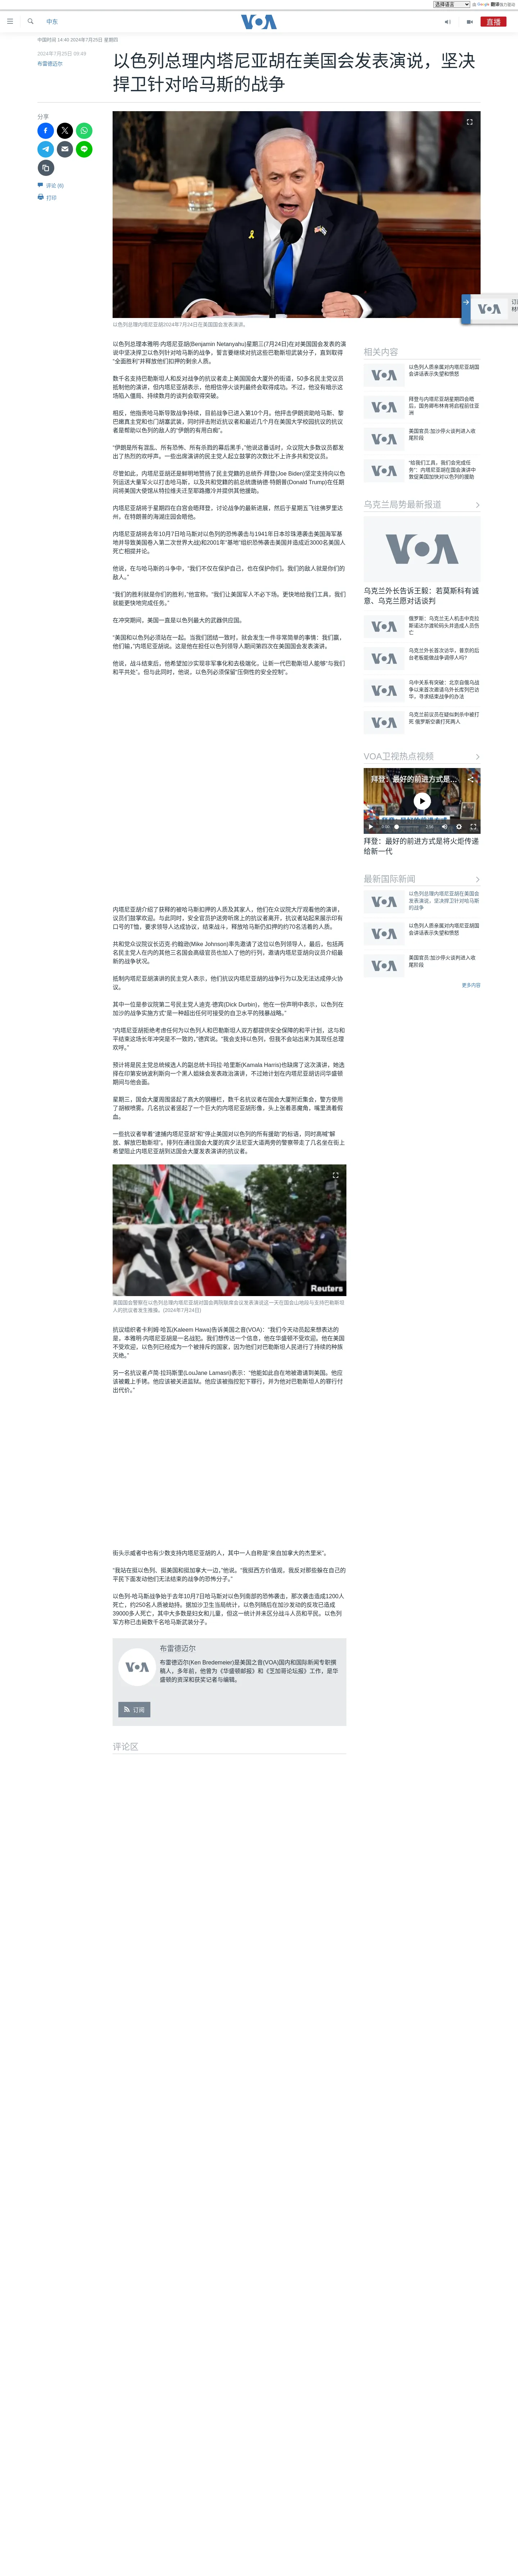 选择语言
中东
VOA
直播
中国时间 14:40 2024年7月25日 星期四
2024年7月25日 05:49
布雷德迈尔
以色列总理内塔尼亚胡在美国会发表演说，坚决
捍卫针对哈马斯的战争
分享
评论 (6)
打印
以色列总理内塔尼亚胡2024年7月24日在美国国会发表演说。
以色列总理本雅明·内塔尼亚胡(Benjamin Netanyahu)星期三(7月24日)在对美国国会发表的演
说中坚决捍卫以色列针对哈马斯的战争，誓言要继续对抗这些巴勒斯坦武装分子，直到取得
“全面胜利”并释放他们扣押的剩余人质。
数千名支持巴勒斯坦人和反对战争的抗议者走上美国国会大厦外的街道，50多名民主党议员
抵制他的演讲，但内塔尼亚胡表示，他相信停火谈判最终会取得成功。不过，他没有暗示这
场陷入僵局、持续数月的谈判会取得突破。
相反，他指责哈马斯导致战争持续，目前战争已进入第10个月。他抨击伊朗资助哈马斯、黎
巴嫩真主党和也门胡塞武装，同时抨击附近抗议者和最近几个月在美国大学校园抗议的抗议
者是帮助以色列的敌人的“伊朗的有用白痴”。
“伊朗是所有混乱、所有恐怖、所有杀戮的幕后黑手，”他说这番话时，众议院大多数议员都发
出了热烈的欢呼声。一些出席演讲的民主党人起立鼓掌的次数比不上许多共和党议员。
尽管如此，内塔尼亚胡还是鲜明地赞扬了民主党籍的总统乔·拜登(Joe Biden)坚定支持向以色
列运送大量军火以打击哈马斯，以及共和党籍的前总统唐纳德·特朗普(Donald Trump)在任期
间将美国大使馆从特拉维夫迁至耶路撒冷并提供其他援助。
内塔尼亚胡将于星期四在白宫会晤拜登，讨论战争的最新进展，然后于星期五飞往佛罗里达
州，在特朗普的海湖庄园会晤他。
内塔尼亚胡将去年10月7日哈马斯对以色列的恐怖袭击与1941年日本珍珠港袭击美国海军基
地并导致美国卷入第二次世界大战)和2001年“基地”组织恐怖袭击美国并造成近3000名美国人
死亡相提并论。
他说，在与哈马斯的斗争中，“我们不仅在保护自己，也在保护你们。我们的敌人就是你们的
敌人。”
“我们的胜利就是你们的胜利，”他宣称。“我们让美国军人不必下场。更快地给我们工具，我们
就能更快地完成任务。”
在冲突期间，美国一直是以色列最大的武器供应国。
“美国和以色列必须站在一起。当我们团结一致时，就会发生一件非常简单的事情：我们赢，
他们输，”内塔尼亚胡说。这是他在担任以色列领导人期间第四次在美国国会发表演讲。
他说，战斗结束后，他希望加沙实现非军事化和去极端化，让新一代巴勒斯坦人能够“与我们
和平共处”。但与此同时，他说，以色列必须保留“压倒性的安全控制”。
内塔尼亚胡介绍了获释的被哈马斯扣押的人质及其家人，他们在众议院大厅观看他的演讲，
议员们鼓掌欢迎。与此同时，安全官员护送旁听席上的抗议者离开，抗议者站起来展示印有
口号的T恤，要求领导人达成协议，结束战斗，释放哈马斯仍扣押的约70名活着的人质。
共和党众议院议长迈克·约翰逊(Mike Johnson)率先邀请了这位以色列领导人，最后，包括两
名民主党人在内的其他三名国会高级官员也加入了他的行列，邀请内塔尼亚胡向议员介绍最
新的战争状况。
抵制内塔尼亚胡演讲的民主党人表示，他们抗议内塔尼亚胡的战争行为以及无法达成停火协
议。
其中一位是参议院第二号民主党人迪克·德宾(Dick Durbin)，他在一份声明中表示，以色列在
加沙的战争实施方式“是一种超出任何可接受的自卫水平的残暴战略。”
“内塔尼亚胡拒绝考虑任何为以色列人和巴勒斯坦人双方都提供安全保障的和平计划，这与和
平结束这场长年冲突是不一致的，”德宾说。“我会支持以色列，但我不会站出来为其现任总理
欢呼。”
预计将是民主党总统候选人的副总统卡玛拉·哈里斯(Kamala Harris)也缺席了这次演讲，她选
择在印第安纳波利斯向一个黑人姐妹会发表政治演讲，不过她计划在内塔尼亚胡访问华盛顿
期间与他会面。
星期三，国会大厦周围竖起了高大的钢栅栏，数千名抗议者在国会大厦附近集会，警方使用
了胡椒喷雾。几名抗议者竖起了一个巨大的内塔尼亚胡形像，头上张着恶魔角，嘴里滴着假
血。
一些抗议者举着“逮捕内塔尼亚胡”和“停止美国对以色列的所有援助”的标语，同时高喊“解
放、解放巴勒斯坦”，排列在通往国会大厦的宾夕法尼亚大道两旁的警察带走了几名坐在街上
希望阻止内塔尼亚胡到达国会大厦发表演讲的抗议者。
Reuters
美国国会警察在以色列总理内塔尼亚胡对国会两院联席会议发表演说这一天在国会山地段与支持巴勒斯坦
人的抗议者发生推搡。(2024年7月24日)
抗议组织者卡利姆·哈瓦(Kaleem Hawa)告诉美国之音(VOA)：“我们今天动员起来想表达的
是，本雅明·内塔尼亚胡是一名战犯。我们想传达一个信息，他在华盛顿不受欢迎。他在美国
不受欢迎。以色列已经成为一个被排斥的国家，因为他们对巴勒斯坦人民进行了持续的种族
灭绝。”
另一名抗议者卢简·拉玛斯里(LouJane Lamasri)表示：“他能如此自在地被邀请到美国。他应
该被戴上手铐。他应该被关进监狱。他应该被指控犯下罪行，并为他对巴勒斯坦人的罪行付
出代价。”
街头示威者中也有少数支持内塔尼亚胡的人，其中一人自称是“来自加拿大的杰里米”。
“我站在挺以色列、挺美国和挺加拿大一边，”他说。“我挺西方价值观，我反对那些躲在自己的
平民下面发动他们无法结束的战争的恐怖分子。”
以色列-哈马斯战争始于去年10月7日哈马斯对以色列南部的恐怖袭击，那次袭击造成1200人
死亡，约250名人质被劫持。据加沙卫生当局统计，以色列随后在加沙发动的反攻已造成
39000多人死亡，其中大多数是妇女和儿童，但这一统计并未区分战斗人员和平民。以色列
军方称已击毙数千名哈马斯武装分子。
布雷德迈尔
布雷德迈尔(Ken Bredemeier)是美国之音(VOA)国内和国际新闻专职撰
稿人，多年前，他曾为《华盛顿邮报》和《芝加哥论坛报》工作，是华
盛顿的资深和获奖记者与编辑。
订阅
评论区
相关内容
以色列人质亲属对内塔尼亚胡国
会讲话表示失望和愤怒
拜登与内塔尼亚胡星期四会晤
后，国务卿布林肯将启程前往亚
洲
美国官员:加沙停火谈判进入收
尾阶段
“给我们工具，我们会完成任
务”：内塔尼亚胡在国会演讲中
敦促美国加快对以色列的援助
乌克兰局势最新报道
乌克兰外长告诉王毅：若莫斯科有诚
意、乌克兰愿对话谈判
俄罗斯：乌克兰无人机击中克拉
斯诺达尔渡轮码头并造成人员伤
亡
乌克兰外长首次访华，普京的后
台老板能做战争调停人吗?
乌中关系有突破：北京自俄乌战
争以来首次邀请乌外长库列巴访
华，寻求结束战争的办法
乌克兰前议员在疑似刺杀中被打
死 俄罗斯空袭打死两人
VOA卫视热点视频
拜登：最好的前进方式是...
拜登：最好的前进方式是将火炬传递
给新一代
最新国际新闻
以色列总理内塔尼亚胡在美国会
发表演说，坚决捍卫针对哈马斯
的战争
以色列人质亲属对内塔尼亚胡国
会讲话表示失望和愤怒
美国官员:加沙停火谈判进入收
尾阶段
更多内容